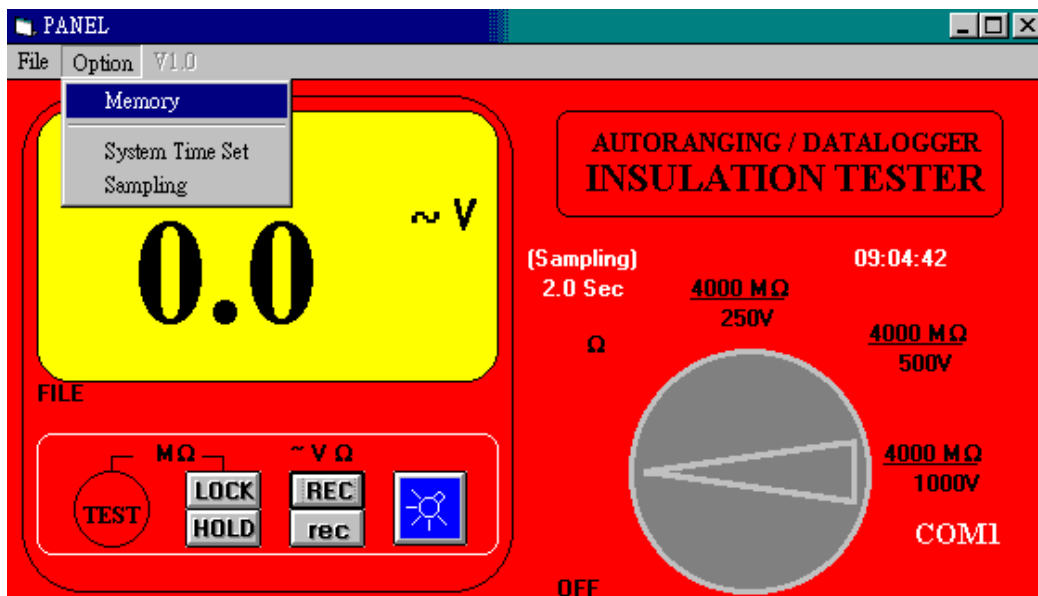 PANEL
File Option V1.0
Memory
System Time Set
Sampling
0.0
~ V
FILE
MΩ
~ V Ω
TEST
LOCK
HOLD
REC
rec
AUTORANGING / DATALOGGER
INSULATION TESTER
(Sampling)
2.0 Sec
09:04:42
4000 MΩ
250V
Ω
4000 MΩ
500V
4000 MΩ
1000V
COM1
OFF